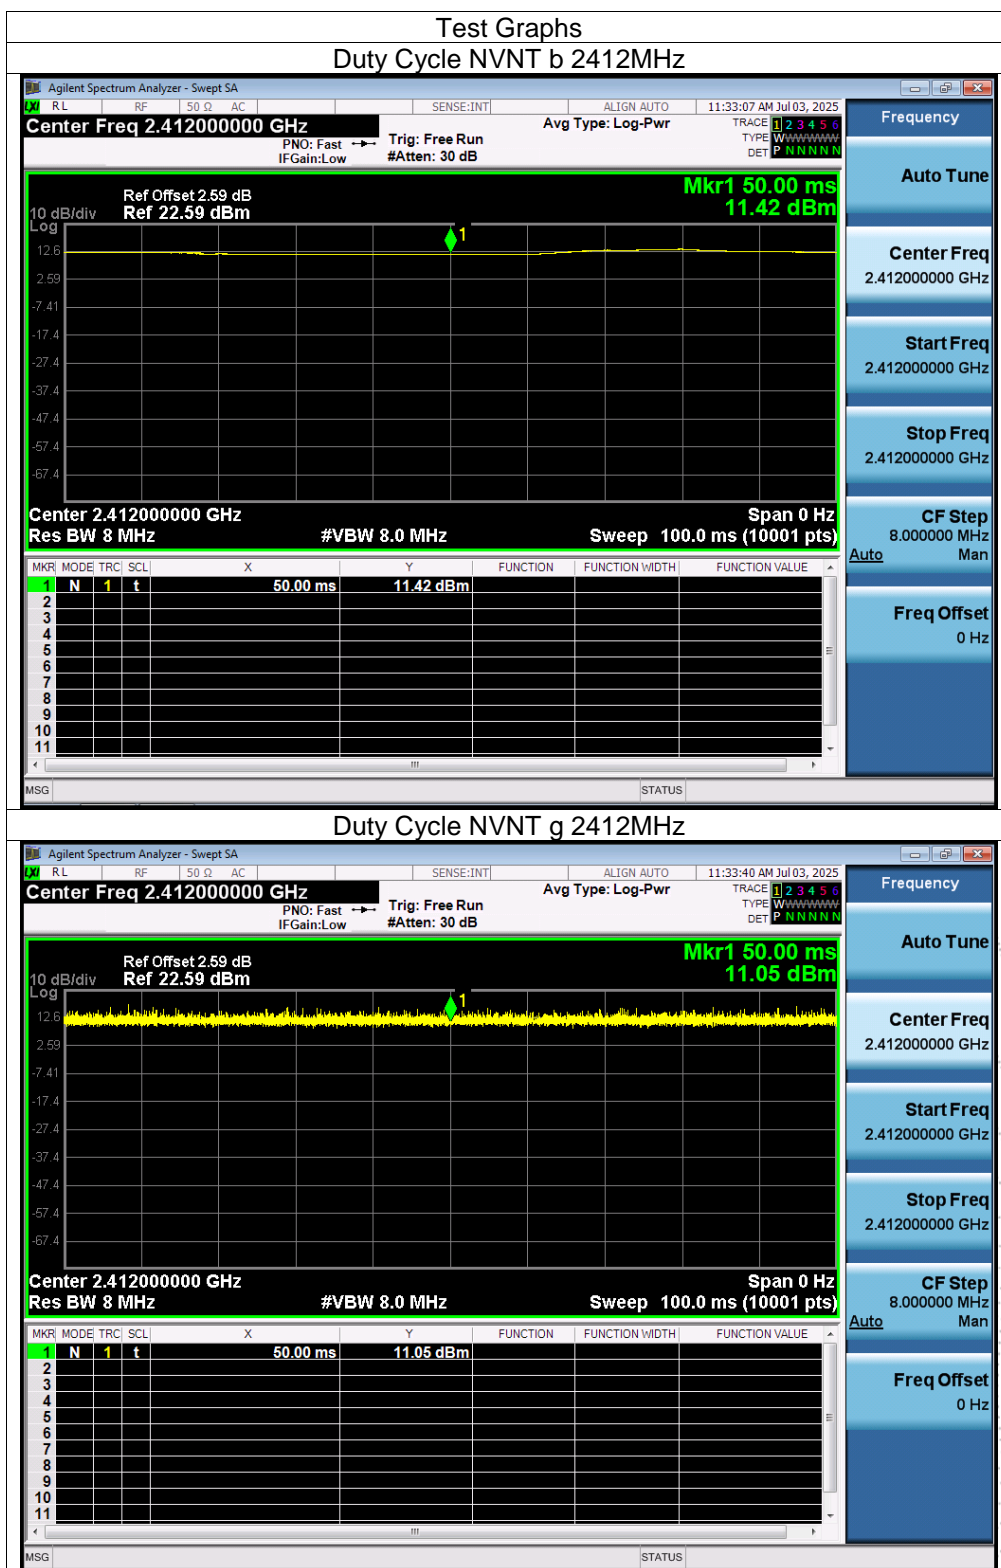 Test Graphs
Duty Cycle NVNT b 2412MHz
Agilent Spectrum Analyzer - Swept SA
LXI RL RF 50 Ω AC SENSE:INT ALIGN AUTO 11:33:07 AM Jul 03, 2025
Center Freq 2.412000000 GHz Avg Type: Log-Pwr TRACE 1 2 3 4 5 6
PNO: Fast Trig: Free Run TYPE WWWWWW
IFGain:Low #Atten: 30 dB DET P N N N N N
Frequency
Mkr1 50.00 ms
11.42 dBm
Ref Offset 2.59 dB
10 dB/div Ref 22.59 dBm
Log
1
12.6
2.59
-7.41
-17.4
-27.4
-37.4
-47.4
-57.4
-67.4
Center 2.412000000 GHz Span 0 Hz
Res BW 8 MHz #VBW 8.0 MHz Sweep 100.0 ms (10001 pts)
MKR MODE TRC SCL X Y FUNCTION FUNCTION WIDTH FUNCTION VALUE
1 N 1 t 50.00 ms 11.42 dBm
2
3
4
5
6
7
8
9
10
11
MSG STATUS
Auto Tune
Center Freq
2.412000000 GHz
Start Freq
2.412000000 GHz
Stop Freq
2.412000000 GHz
CF Step
8.000000 MHz
Auto Man
Freq Offset
0 Hz
Duty Cycle NVNT g 2412MHz
Agilent Spectrum Analyzer - Swept SA
LXI RL RF 50 Ω AC SENSE:INT ALIGN AUTO 11:33:40 AM Jul 03, 2025
Center Freq 2.412000000 GHz Avg Type: Log-Pwr TRACE 1 2 3 4 5 6
PNO: Fast Trig: Free Run TYPE WWWWWW
IFGain:Low #Atten: 30 dB DET P N N N N N
Frequency
Mkr1 50.00 ms
11.05 dBm
Ref Offset 2.59 dB
10 dB/div Ref 22.59 dBm
Log
1
12.6
2.59
-7.41
-17.4
-27.4
-37.4
-47.4
-57.4
-67.4
Center 2.412000000 GHz Span 0 Hz
Res BW 8 MHz #VBW 8.0 MHz Sweep 100.0 ms (10001 pts)
MKR MODE TRC SCL X Y FUNCTION FUNCTION WIDTH FUNCTION VALUE
1 N 1 t 50.00 ms 11.05 dBm
2
3
4
5
6
7
8
9
10
11
MSG STATUS
Auto Tune
Center Freq
2.412000000 GHz
Start Freq
2.412000000 GHz
Stop Freq
2.412000000 GHz
CF Step
8.000000 MHz
Auto Man
Freq Offset
0 Hz